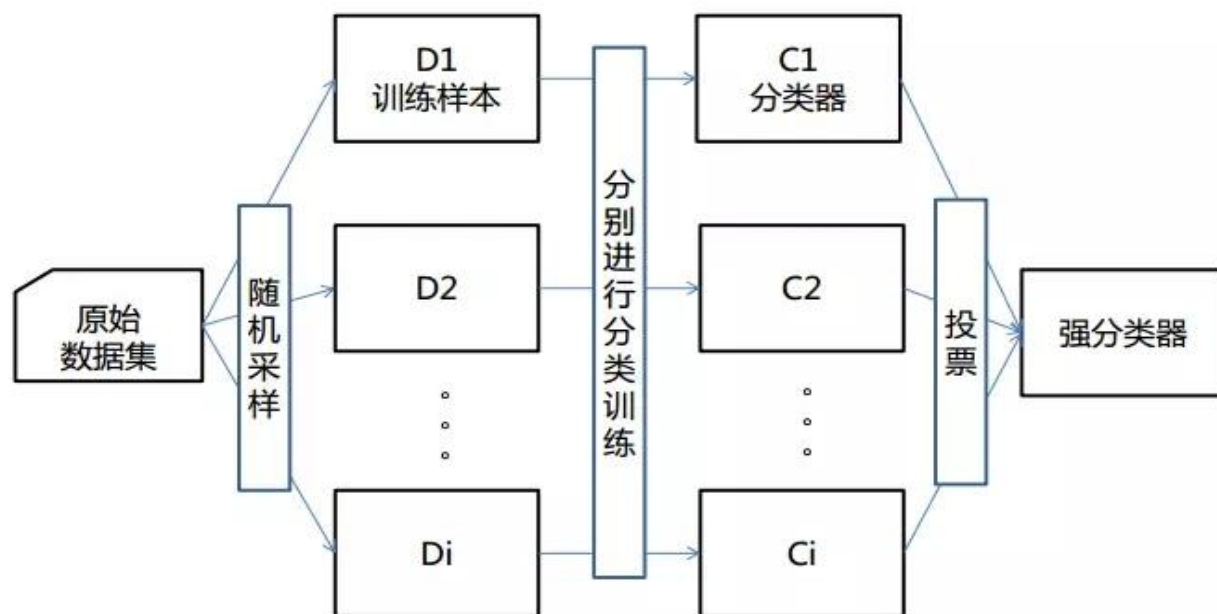 原始
数据集
随机采样
D1
训练样本
D2
Di
分别进行分类训练
C1
分类器
C2
Ci
投票
强分类器